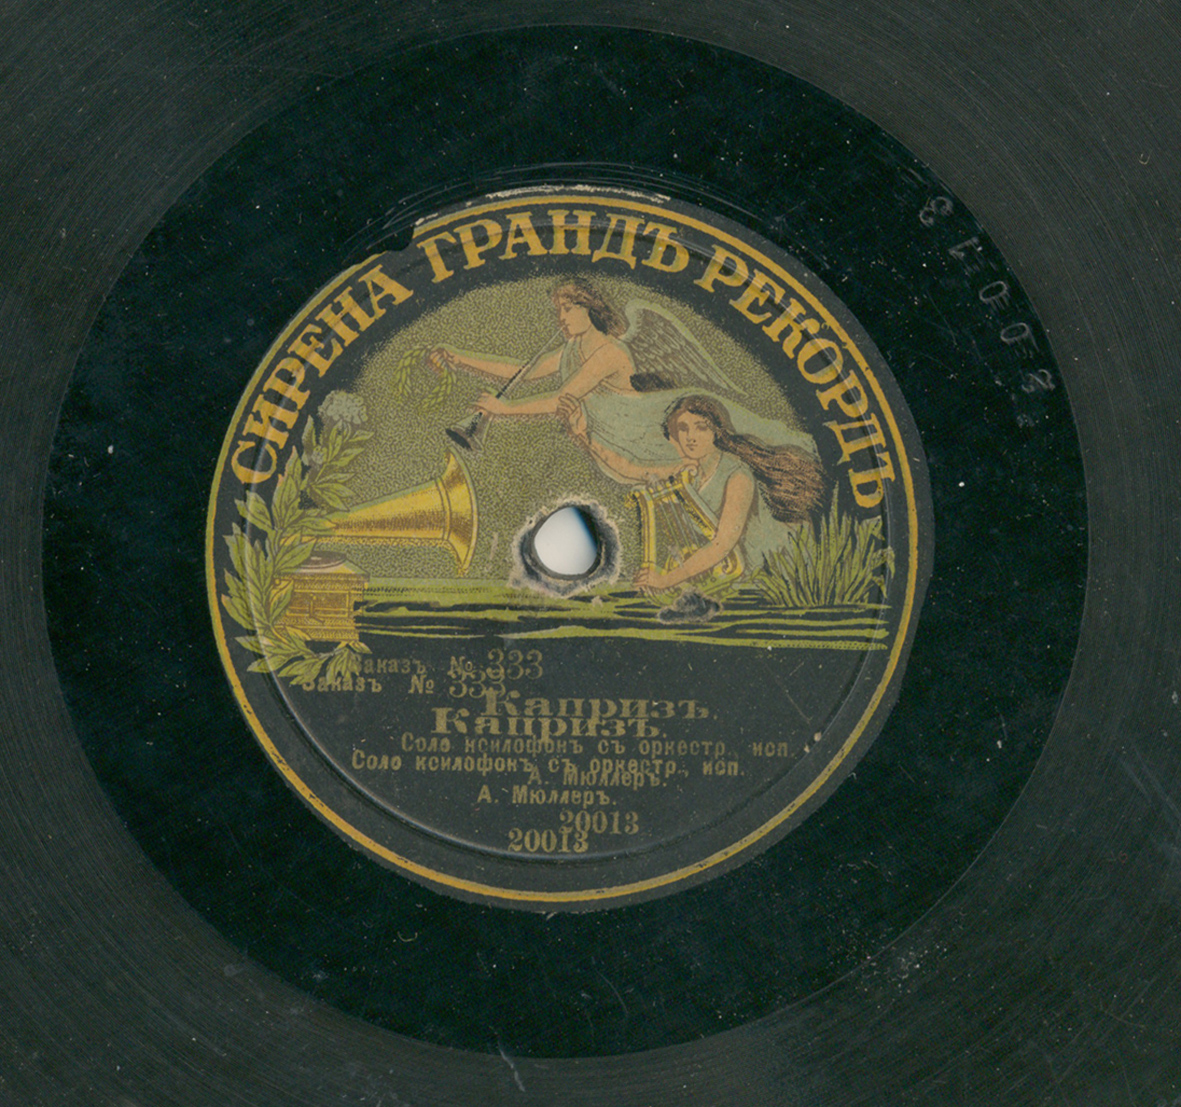 СИРЕНА ГРАНДЪ РЕКОРДЪ
20013
Заказъ № 333
Заказъ № 333
Капризъ.
Капризъ.
Соло ксилофонъ съ оркестр., исп.
Соло ксилофонъ съ оркестр., исп.
А. Мюллеръ.
А. Мюллеръ.
20013
20013